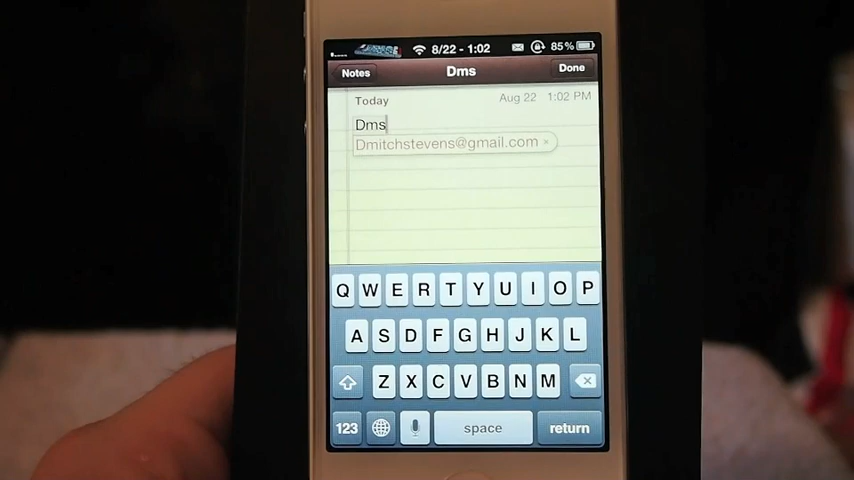 8/22 - 1:02 85%
Notes Dms Done
Today Aug 22 1:02 PM
Dms
Dmitchstevens@gmail.com ×
Q W E R T Y U I O P
A S D F G H J K L
Z X C V B N M
123 space return